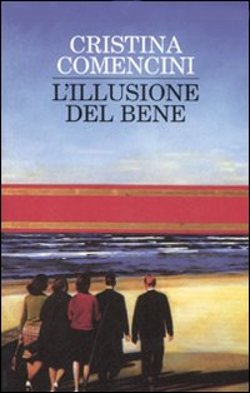 CRISTINA
COMENCINI
L'ILLUSIONE
DEL BENE